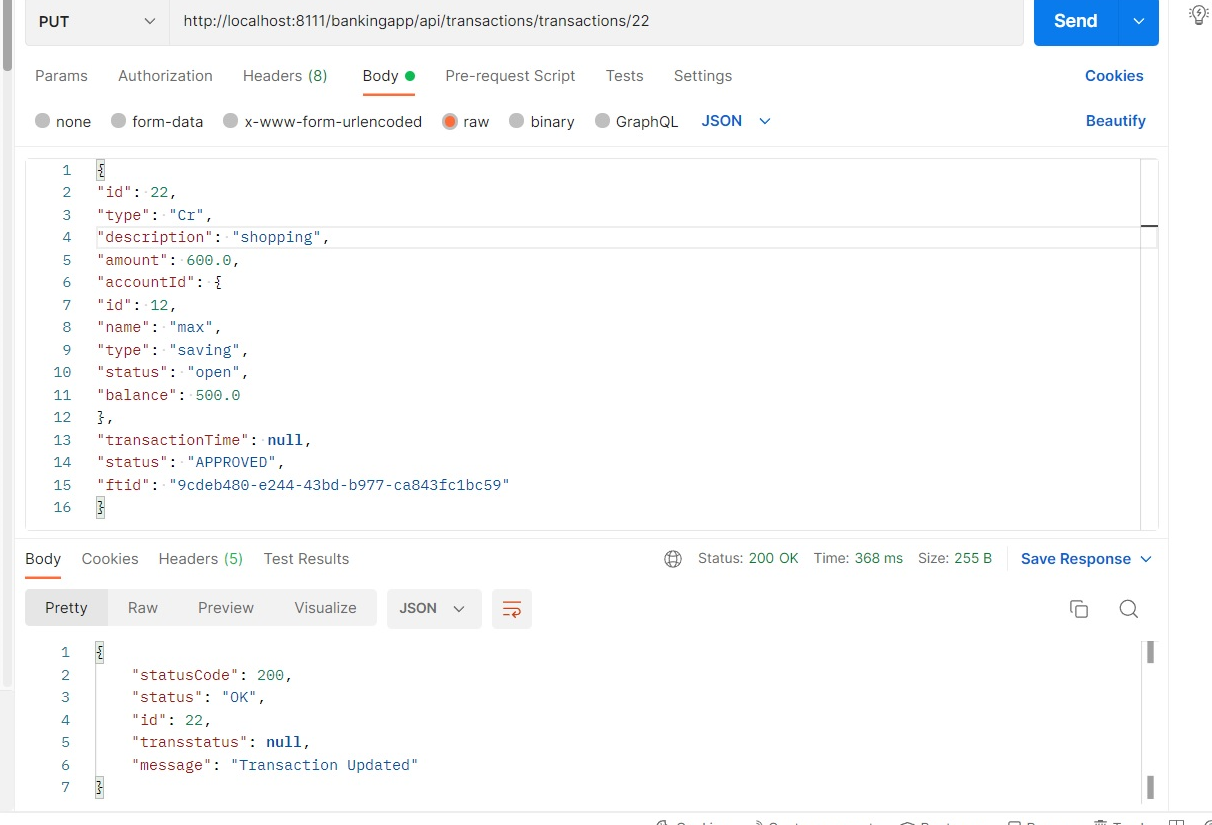 PUT http://localhost:8111/bankingapp/api/transactions/transactions/22 Send
Params Authorization Headers (8) Body Pre-request Script Tests Settings Cookies
none form-data x-www-form-urlencoded raw binary GraphQL JSON Beautify
1 {
2 "id": 22,
3 "type": "Cr",
4 "description": "shopping",
5 "amount": 600.0,
6 "accountId": {
7 "id": 12,
8 "name": "max",
9 "type": "saving",
10 "status": "open",
11 "balance": 500.0
12 },
13 "transactionTime": null,
14 "status": "APPROVED",
15 "ftid": "9cdeb480-e244-43bd-b977-ca843fc1bc59"
16 }
Body Cookies Headers (5) Test Results Status: 200 OK Time: 368 ms Size: 255 B Save Response
Pretty Raw Preview Visualize JSON
1 {
2 "statusCode": 200,
3 "status": "OK",
4 "id": 22,
5 "transstatus": null,
6 "message": "Transaction Updated"
7 }